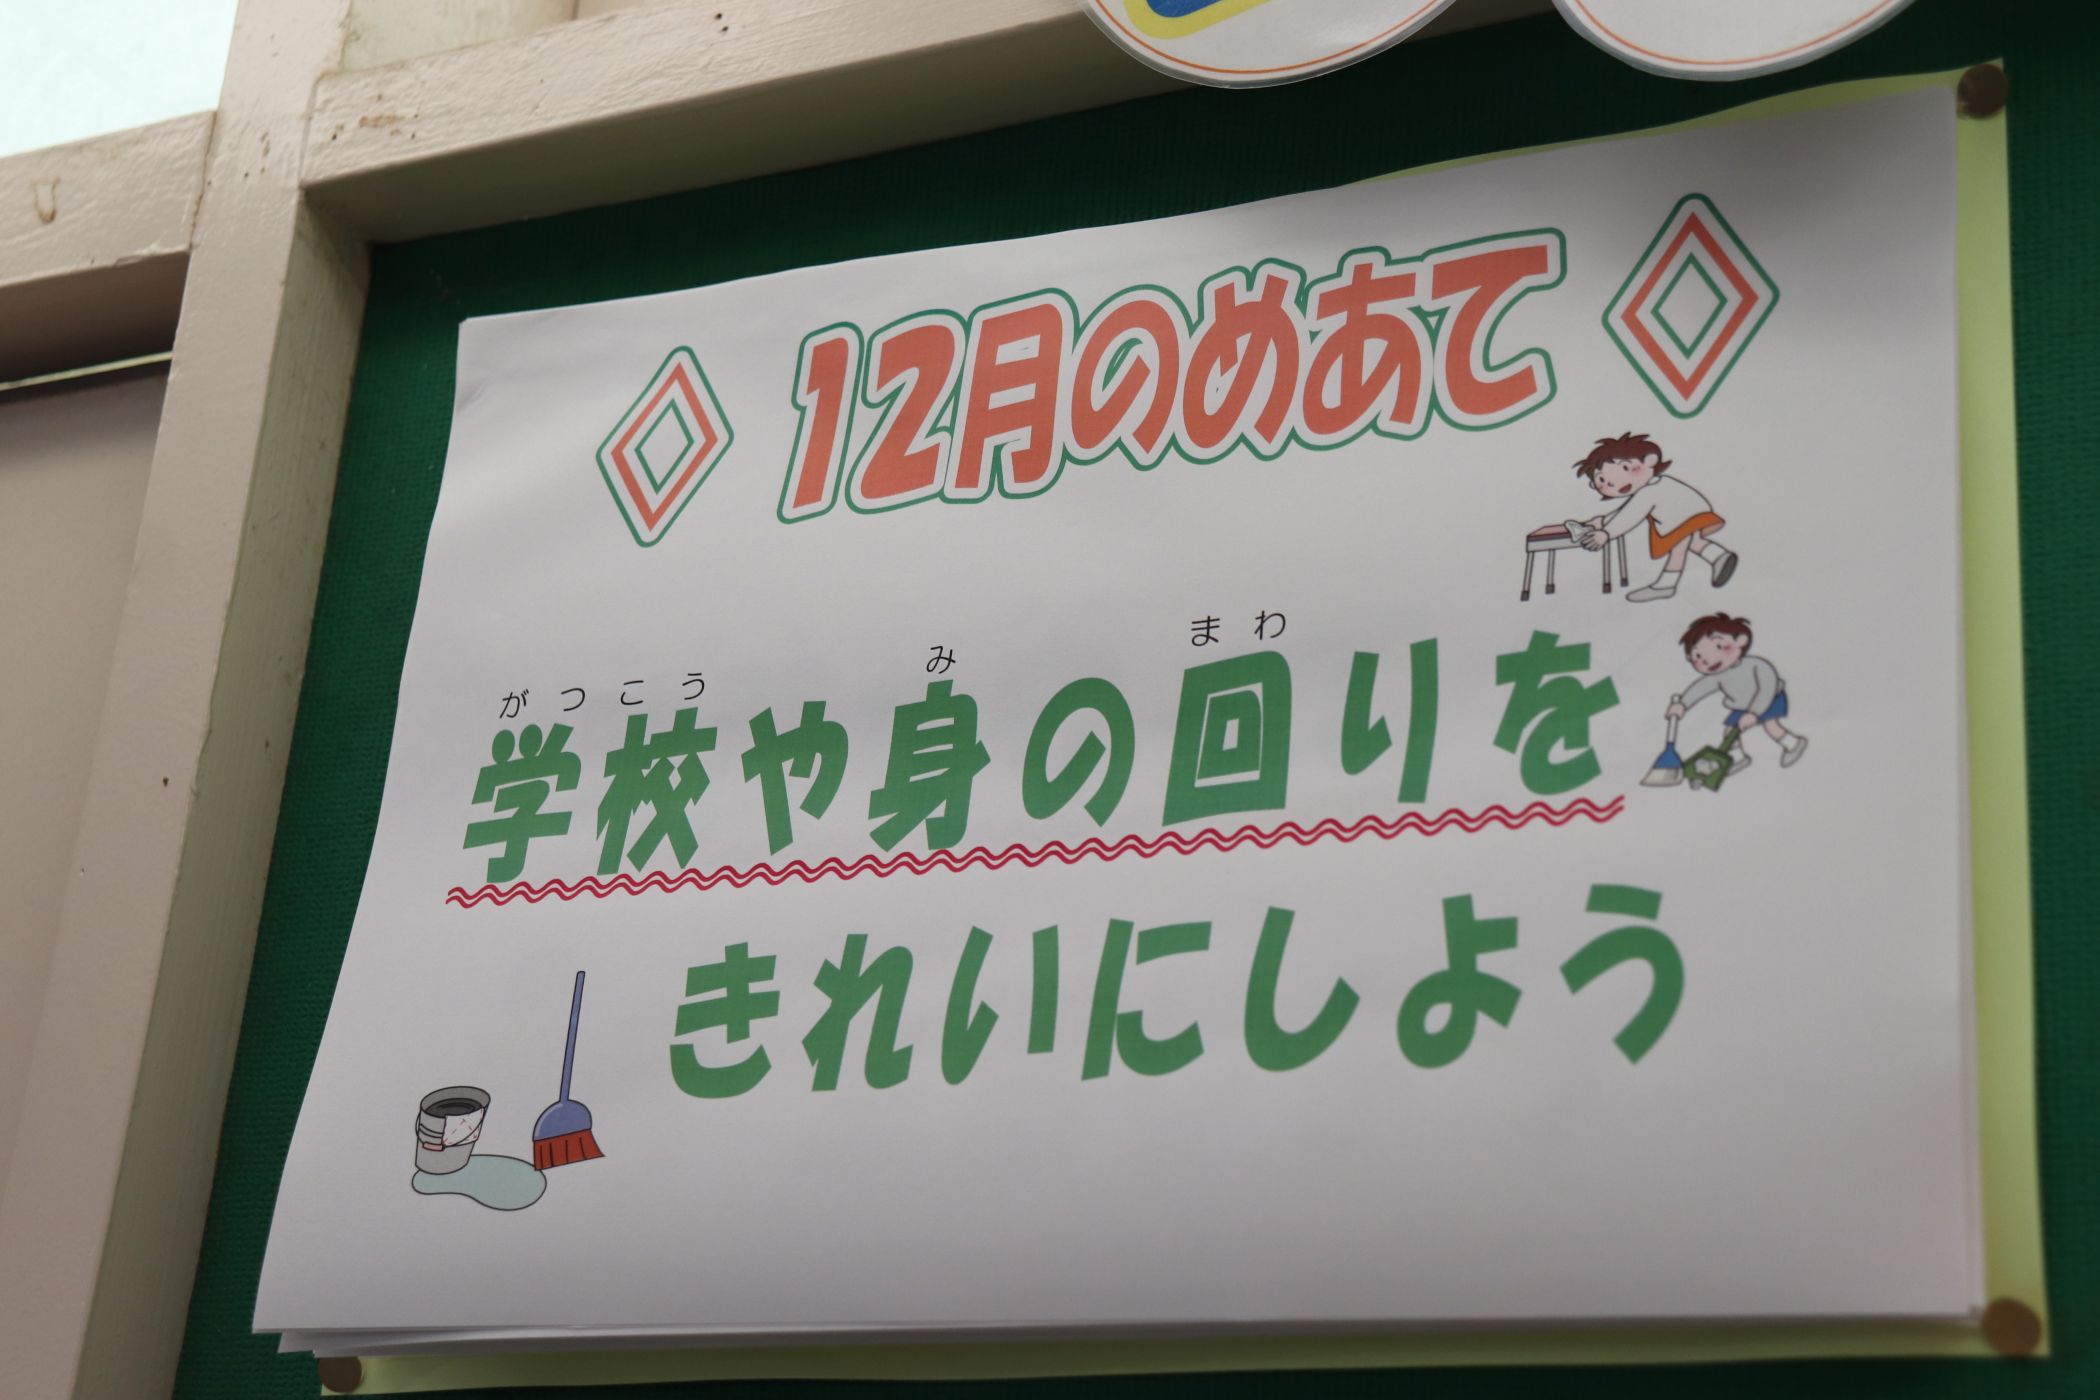 12月のめあて
がっこう み まわ
学校や身の回りを
きれいにしよう